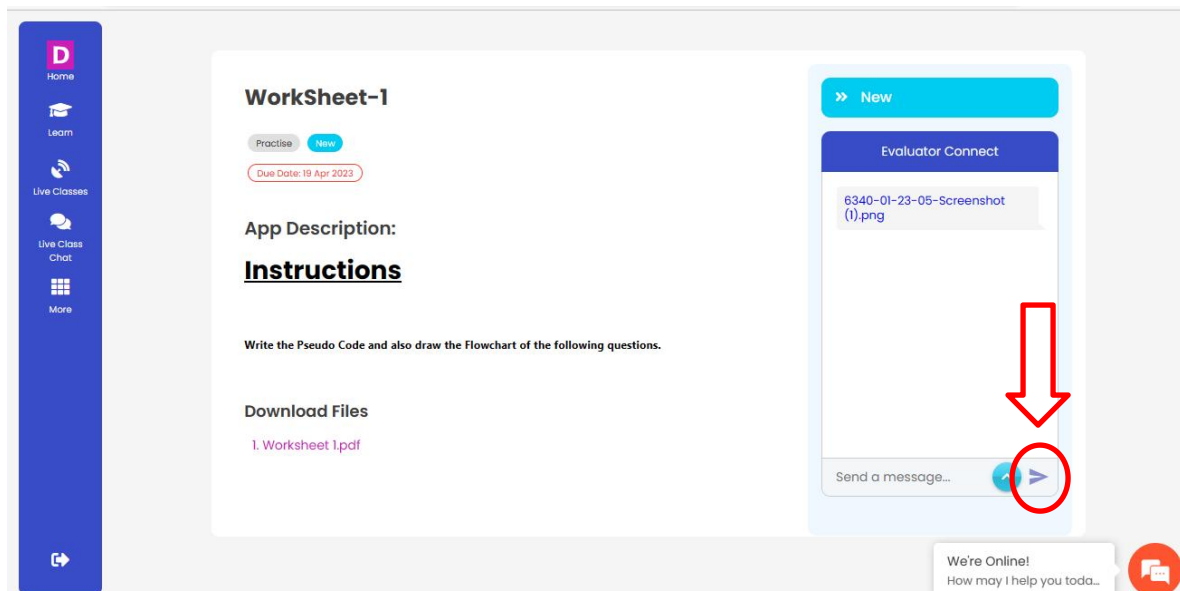 D
Home
Learn
Live Classes
Live Class
Chat
More
WorkSheet-1
Practise
New
Due Date: 19 Apr 2023
App Description:
Instructions
Write the Pseudo Code and also draw the Flowchart of the following questions.
Download Files
1. Worksheet 1.pdf
» New
Evaluator Connect
6340-01-23-05-Screenshot
(1).png
Send a message...
We're Online!
How may I help you toda...